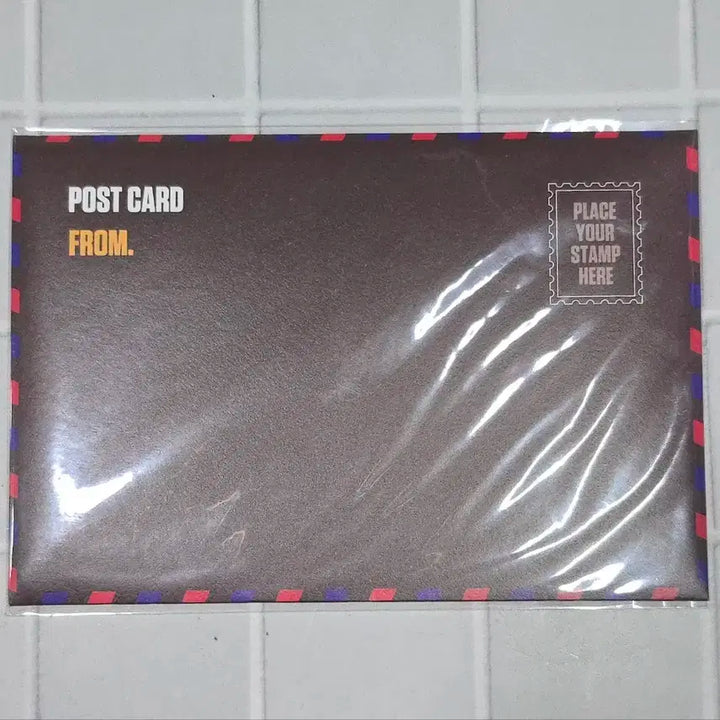 POST CARD
FROM.
PLACE
YOUR
STAMP
HERE